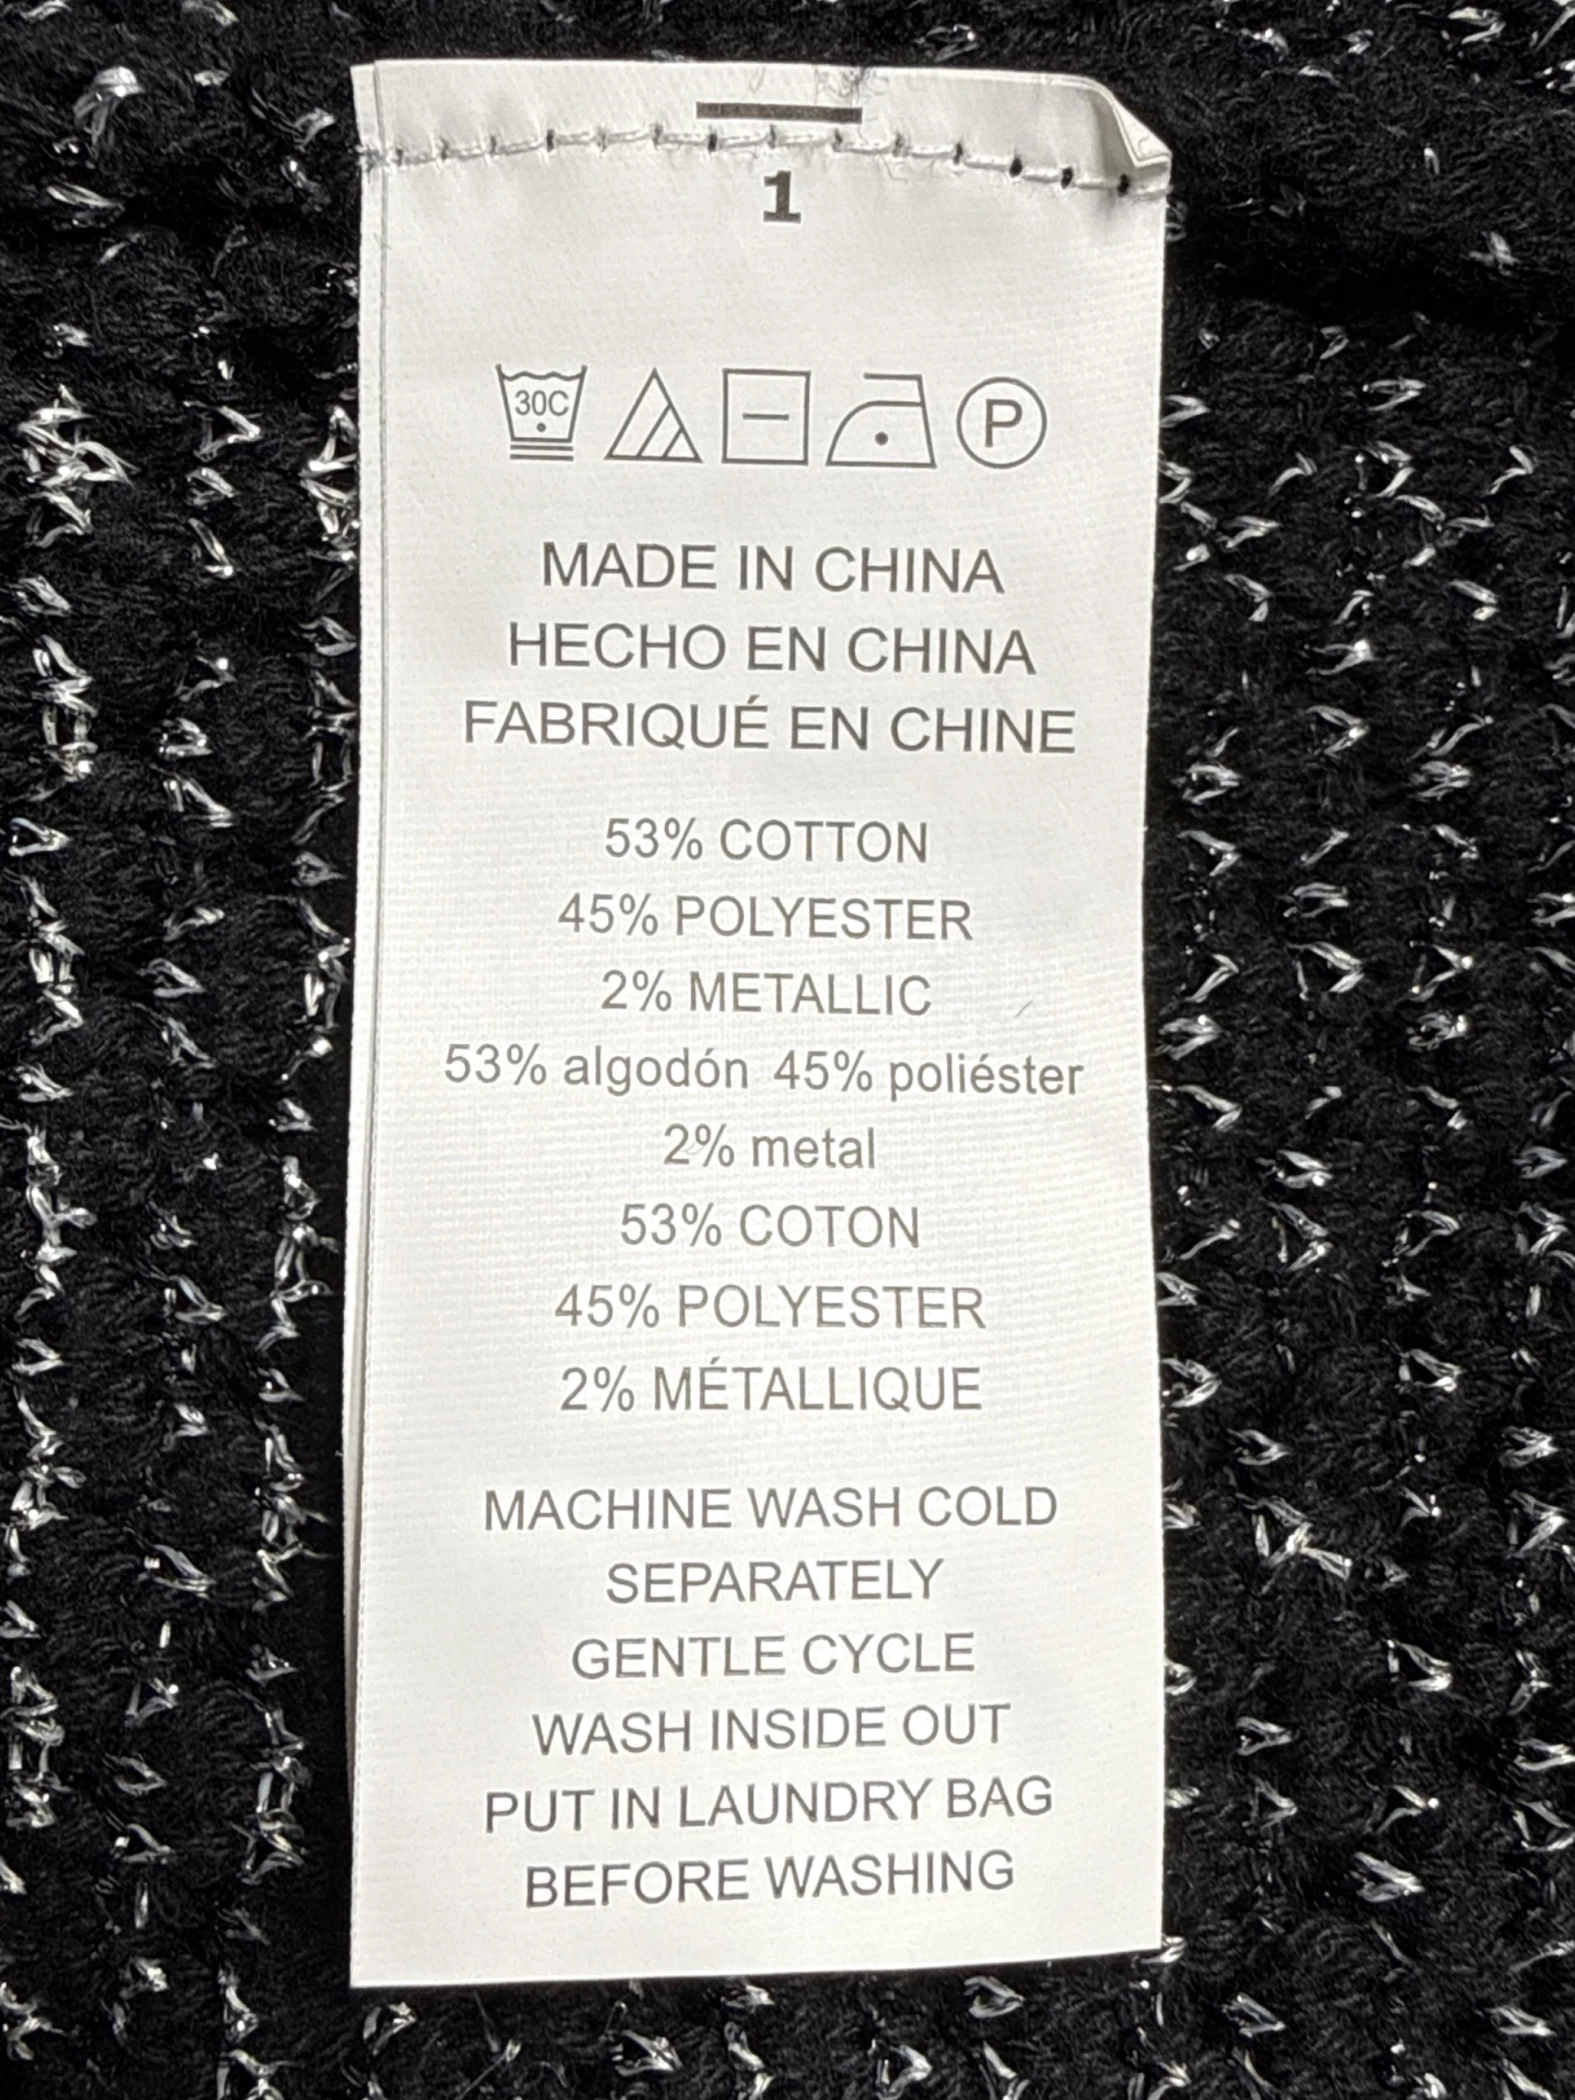 1
30C
P
MADE IN CHINA
HECHO EN CHINA
FABRIQUÉ EN CHINE
53% COTTON
45% POLYESTER
2% METALLIC
53% algodón 45% poliéster
2% metal
53% COTON
45% POLYESTER
2% MÉTALLIQUE
MACHINE WASH COLD
SEPARATELY
GENTLE CYCLE
WASH INSIDE OUT
PUT IN LAUNDRY BAG
BEFORE WASHING